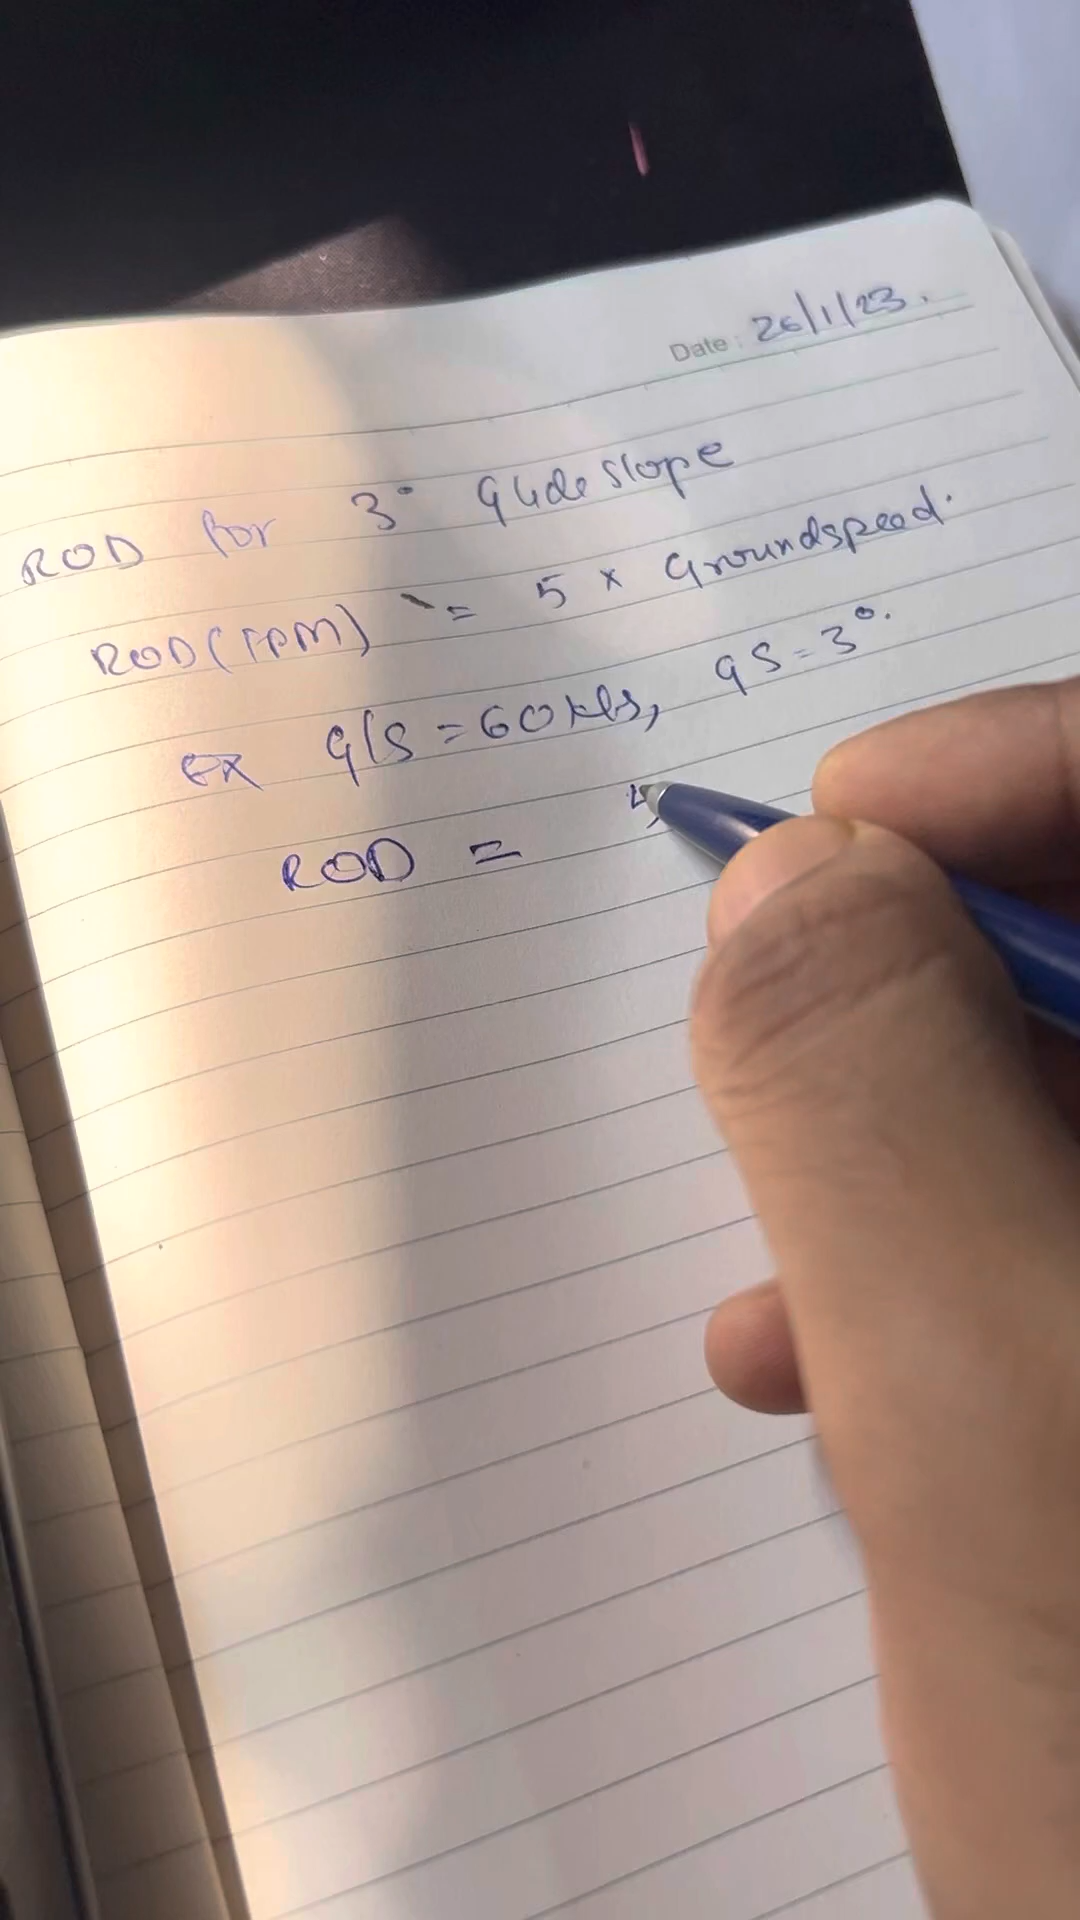 Date: 26/1/23.
ROD for 3° Glide Slope
ROD (FPM) = 5 x Groundspeed.
EX G/S = 60 kts, GS = 3°.
ROD = 5